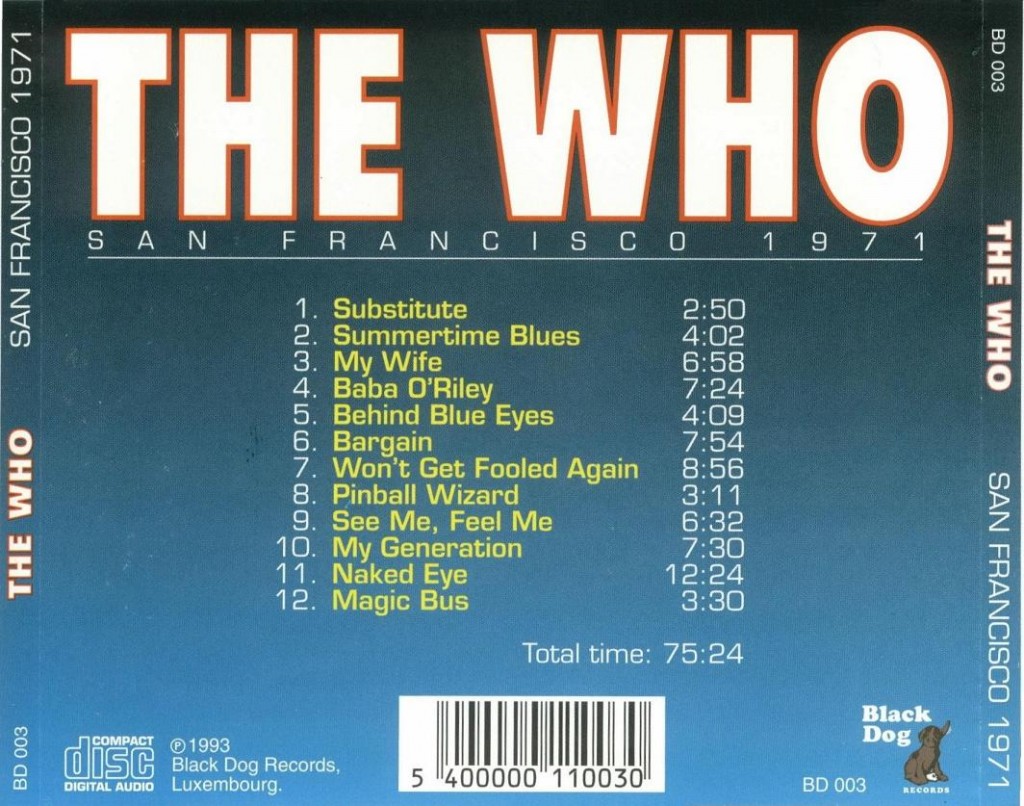 THE WHO
SAN FRANCISCO 1971
1. Substitute 2:50
2. Summertime Blues 4:02
3. My Wife 6:58
4. Baba O'Riley 7:24
5. Behind Blue Eyes 4:09
6. Bargain 7:54
7. Won't Get Fooled Again 8:56
8. Pinball Wizard 3:11
9. See Me, Feel Me 6:32
10. My Generation 7:30
11. Naked Eye 12:24
12. Magic Bus 3:30
Total time: 75:24
COMPACT
disc
DIGITAL AUDIO
℗1993
Black Dog Records,
Luxembourg.
5 400000 110030
BD 003
Black
Dog
RECORDS
BD 003 THE WHO SAN FRANCISCO 1971
BD 003 THE WHO SAN FRANCISCO 1971